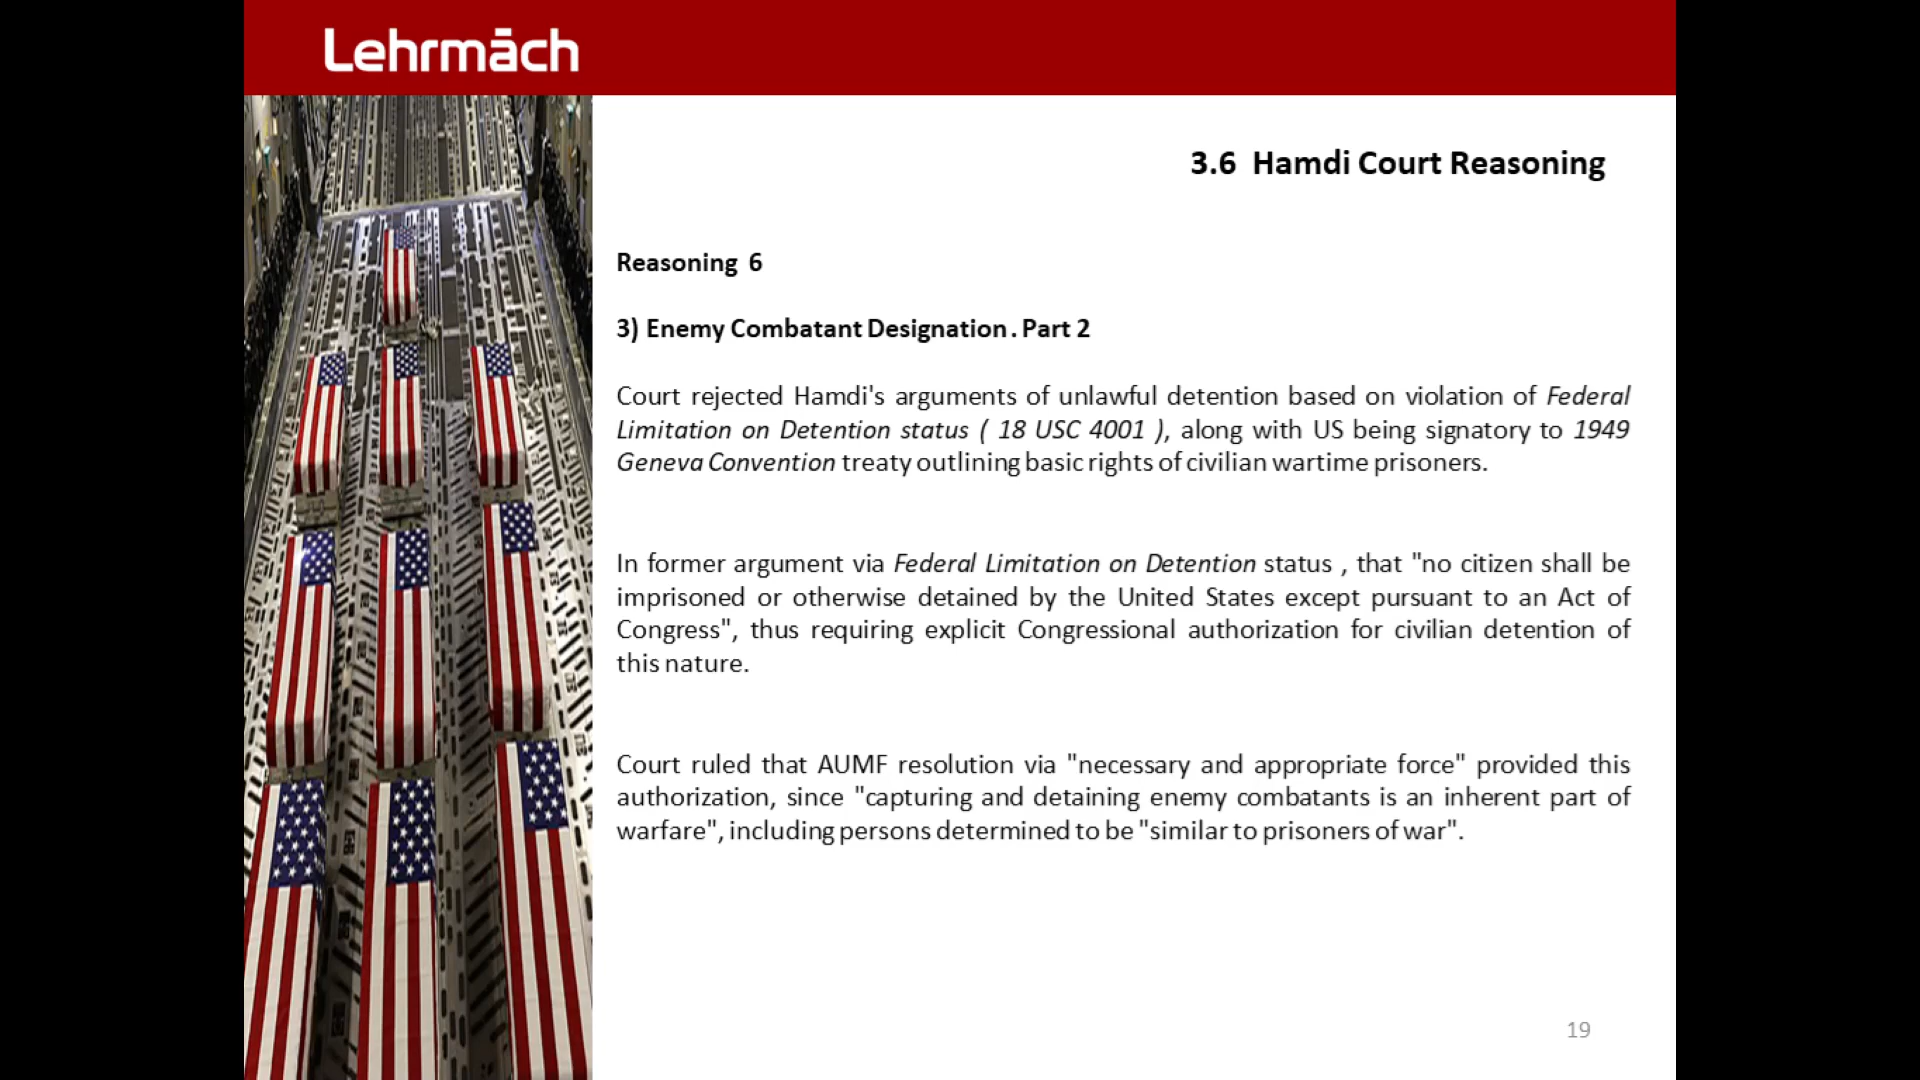 Lehrmāch
3.6 Hamdi Court Reasoning
Reasoning 6
3) Enemy Combatant Designation. Part 2
Court rejected Hamdi's arguments of unlawful detention based on violation of Federal
Limitation on Detention status ( 18 USC 4001 ), along with US being signatory to 1949
Geneva Convention treaty outlining basic rights of civilian wartime prisoners.
In former argument via Federal Limitation on Detention status , that "no citizen shall be
imprisoned or otherwise detained by the United States except pursuant to an Act of
Congress", thus requiring explicit Congressional authorization for civilian detention of
this nature.
Court ruled that AUMF resolution via "necessary and appropriate force" provided this
authorization, since "capturing and detaining enemy combatants is an inherent part of
warfare", including persons determined to be "similar to prisoners of war".
19